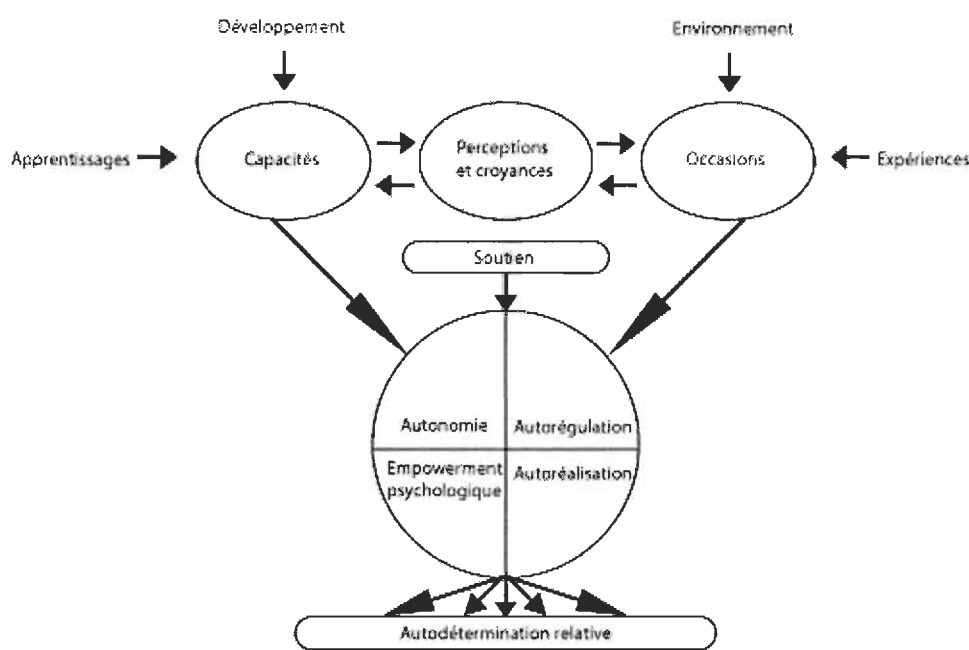 Développement
Environnement
Apprentissages
Capacités
Perceptions
et croyances
Occasions
Expériences
Soutien
Autonomie
Autorégulation
Empowerment
psychologique
Autoréalisation
Autodétermination relative